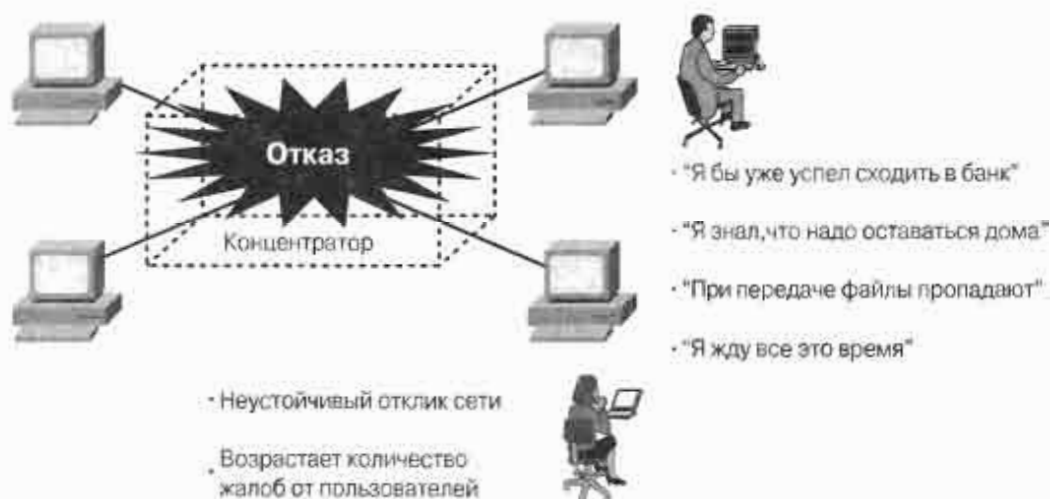 Отказ
Концентратор
· "Я бы уже успел сходить в банк"
· "Я знал,что надо оставаться дома"
· "При передаче файлы пропадают"
· "Я жду все это время"
· Неустойчивый отклик сети
· Возрастает количество
жалоб от пользователей